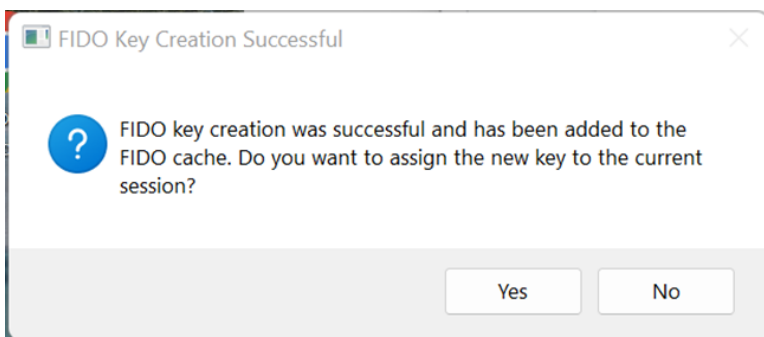 FIDO Key Creation Successful
?
FIDO key creation was successful and has been added to the
FIDO cache. Do you want to assign the new key to the current
session?
Yes
No